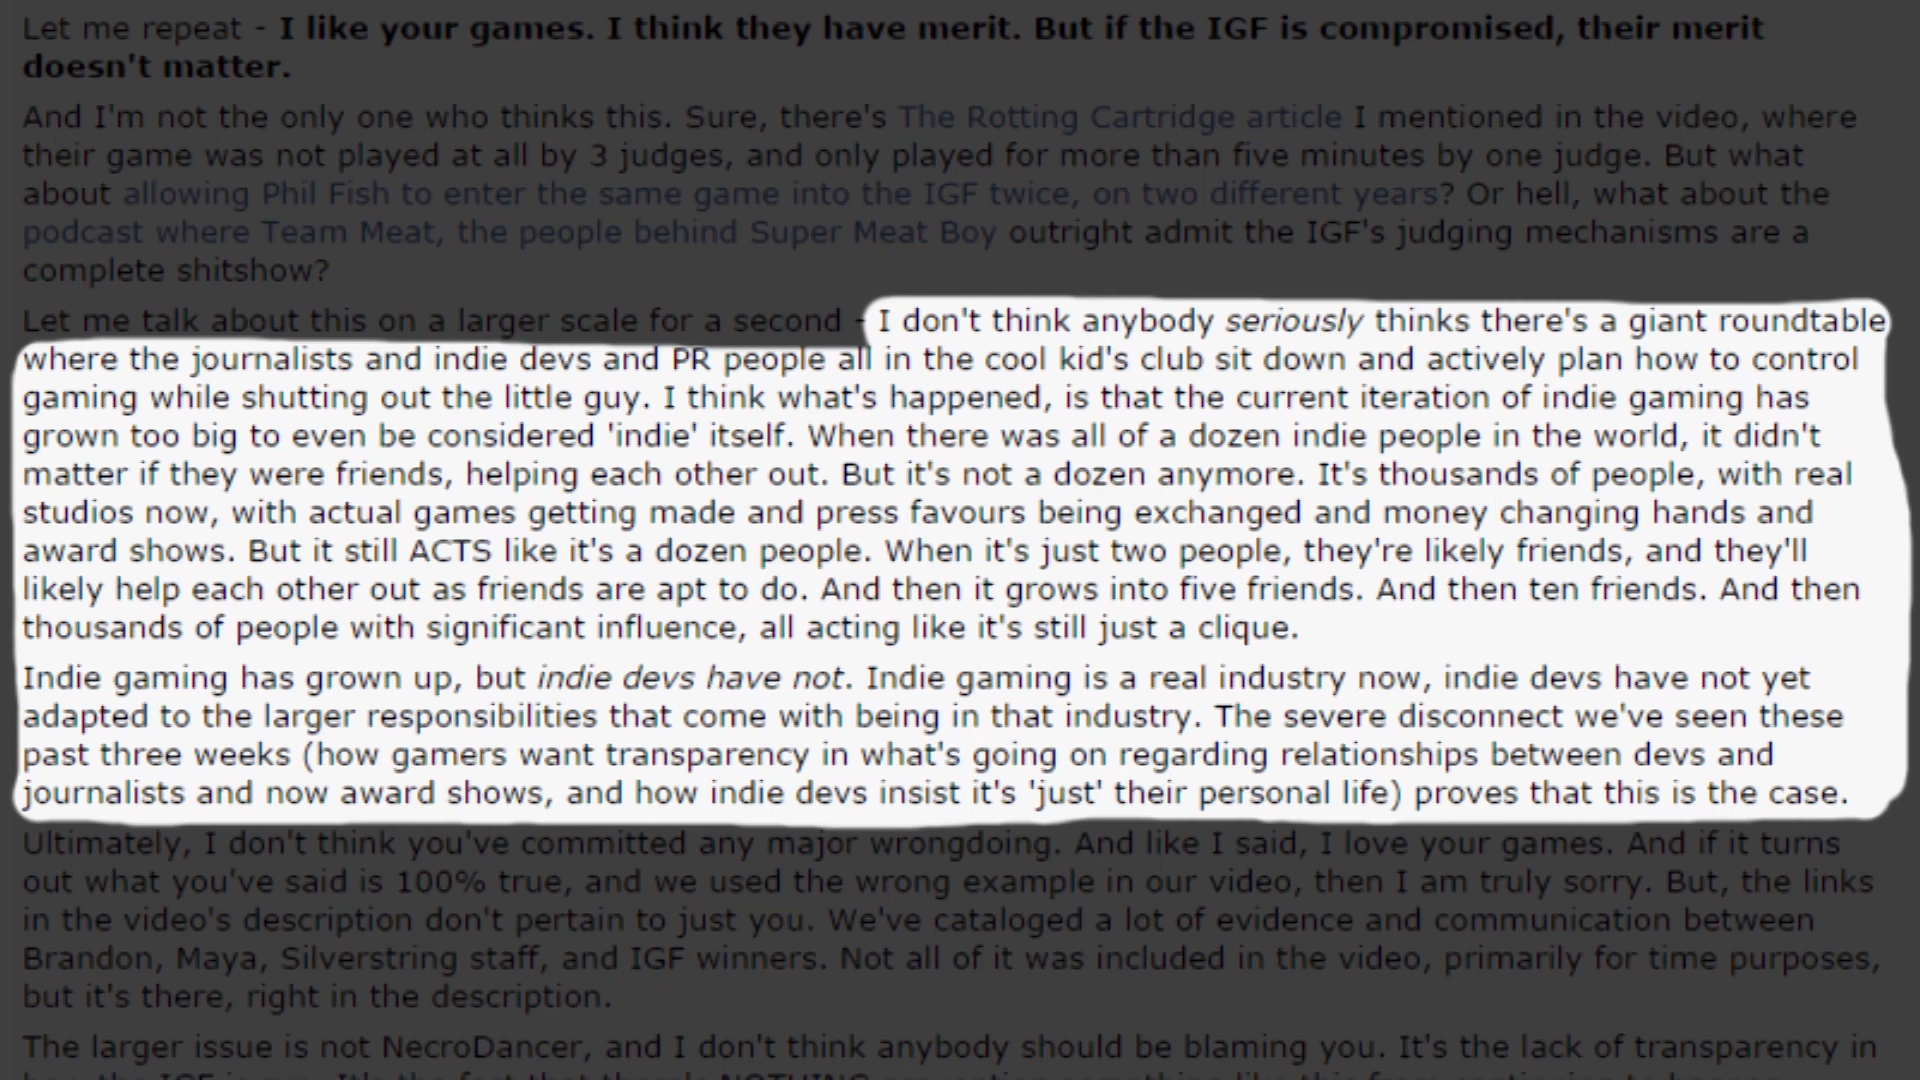 Let me repeat - I like your games. I think they have merit. But if the IGF is compromised, their merit
doesn't matter.
And I'm not the only one who thinks this. Sure, there's The Rotting Cartridge article I mentioned in the video, where
their game was not played at all by 3 judges, and only played for more than five minutes by one judge. But what
about allowing Phil Fish to enter the same game into the IGF twice, on two different years? Or hell, what about the
podcast where Team Meat, the people behind Super Meat Boy outright admit the IGF's judging mechanisms are a
complete shitshow?
Let me talk about this on a larger scale for a second - I don't think anybody seriously thinks there's a giant roundtable
where the journalists and indie devs and PR people all in the cool kid's club sit down and actively plan how to control
gaming while shutting out the little guy. I think what's happened, is that the current iteration of indie gaming has
grown too big to even be considered 'indie' itself. When there was all of a dozen indie people in the world, it didn't
matter if they were friends, helping each other out. But it's not a dozen anymore. It's thousands of people, with real
studios now, with actual games getting made and press favours being exchanged and money changing hands and
award shows. But it still ACTS like it's a dozen people. When it's just two people, they're likely friends, and they'll
likely help each other out as friends are apt to do. And then it grows into five friends. And then ten friends. And then
thousands of people with significant influence, all acting like it's still just a clique.
Indie gaming has grown up, but indie devs have not. Indie gaming is a real industry now, indie devs have not yet
adapted to the larger responsibilities that come with being in that industry. The severe disconnect we've seen these
past three weeks (how gamers want transparency in what's going on regarding relationships between devs and
journalists and now award shows, and how indie devs insist it's 'just' their personal life) proves that this is the case.
Ultimately, I don't think you've committed any major wrongdoing. And like I said, I love your games. And if it turns
out what you've said is 100% true, and we used the wrong example in our video, then I am truly sorry. But, the links
in the video's description don't pertain to just you. We've cataloged a lot of evidence and communication between
Brandon, Maya, Silverstring staff, and IGF winners. Not all of it was included in the video, primarily for time purposes,
but it's there, right in the description.
The larger issue is not NecroDancer, and I don't think anybody should be blaming you. It's the lack of transparency in